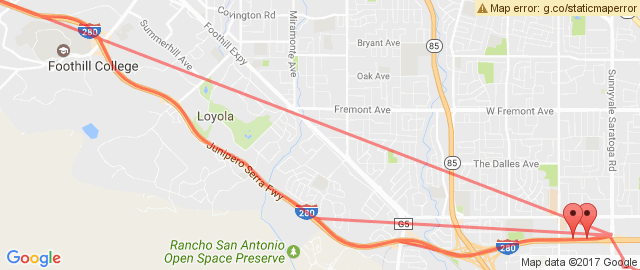 Map error: g.co/staticmaperror
Covington Rd
Miramonte Ave
Summerhill Ave
280
Foothill Expy
Bryant Ave
85
Foothill College
Oak Ave
Sunnyvale Saratoga Rd
280
Fremont Ave
W Fremont Ave
Loyola
Junipero Serra Fwy
85
The Dalles Ave
280
G5
280
Rancho San Antonio
Open Space Preserve
Google
Map data ©2017 Google